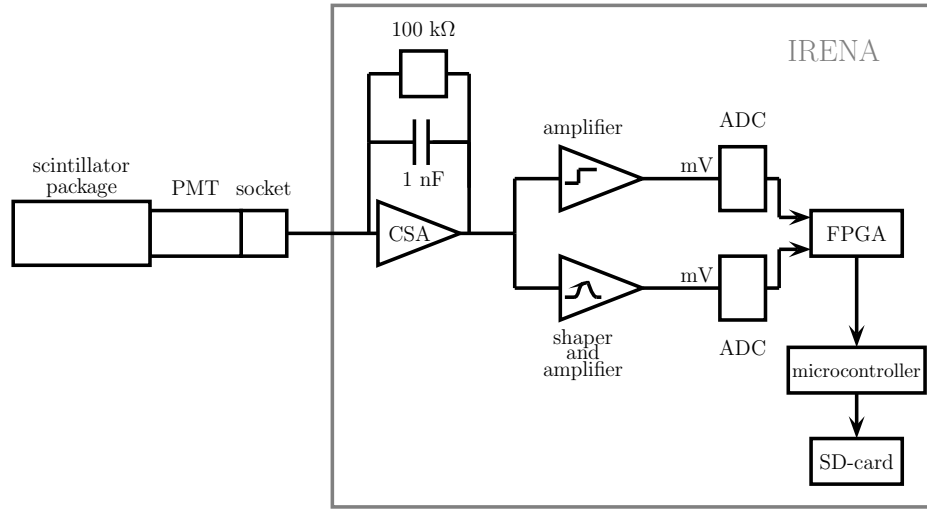 IRENA
100 kΩ
1 nF
scintillator
package
PMT
socket
CSA
amplifier
mV
ADC
FPGA
shaper
and
amplifier
mV
ADC
microcontroller
SD-card